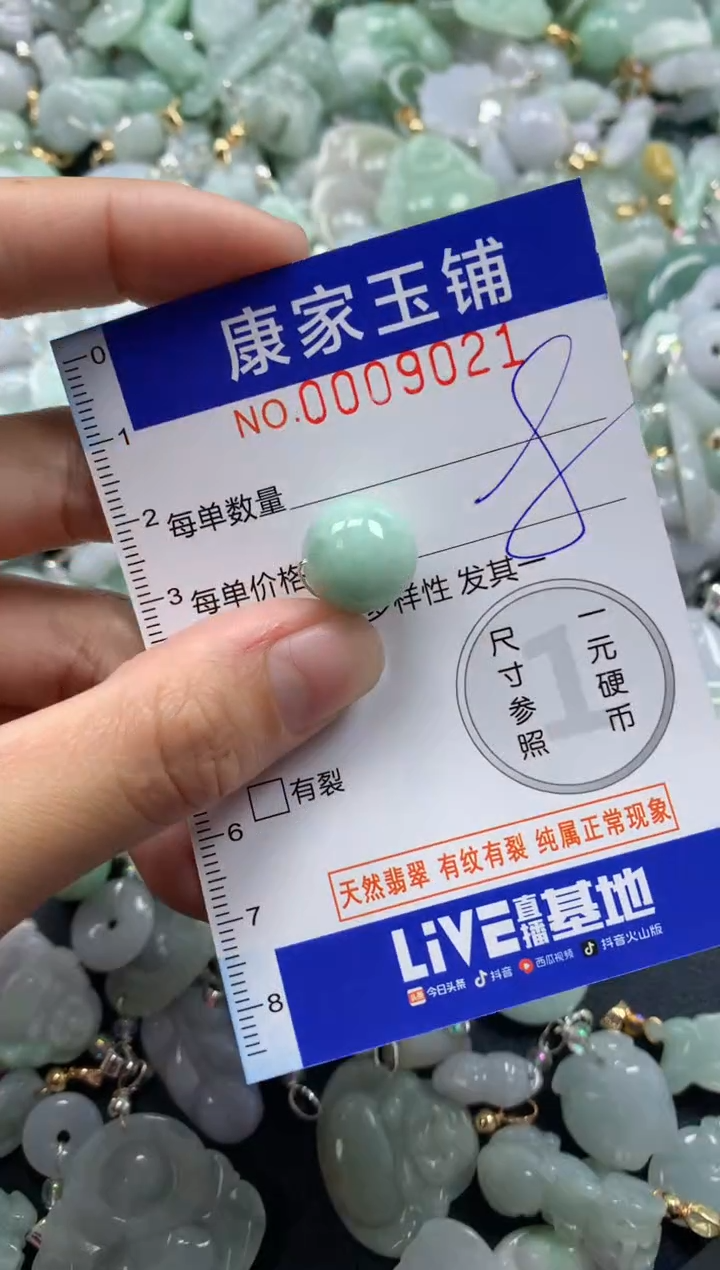 康家玉铺
NO.0009021
每单数量
8
每单价格
多样性 发其一
尺寸参照
一元硬币
1
有裂
天然翡翠 有纹有裂 纯属正常现象
LiVE直播基地
头条 今日头条 抖音 西瓜视频 抖音火山版
0
1
2
3
6
7
8